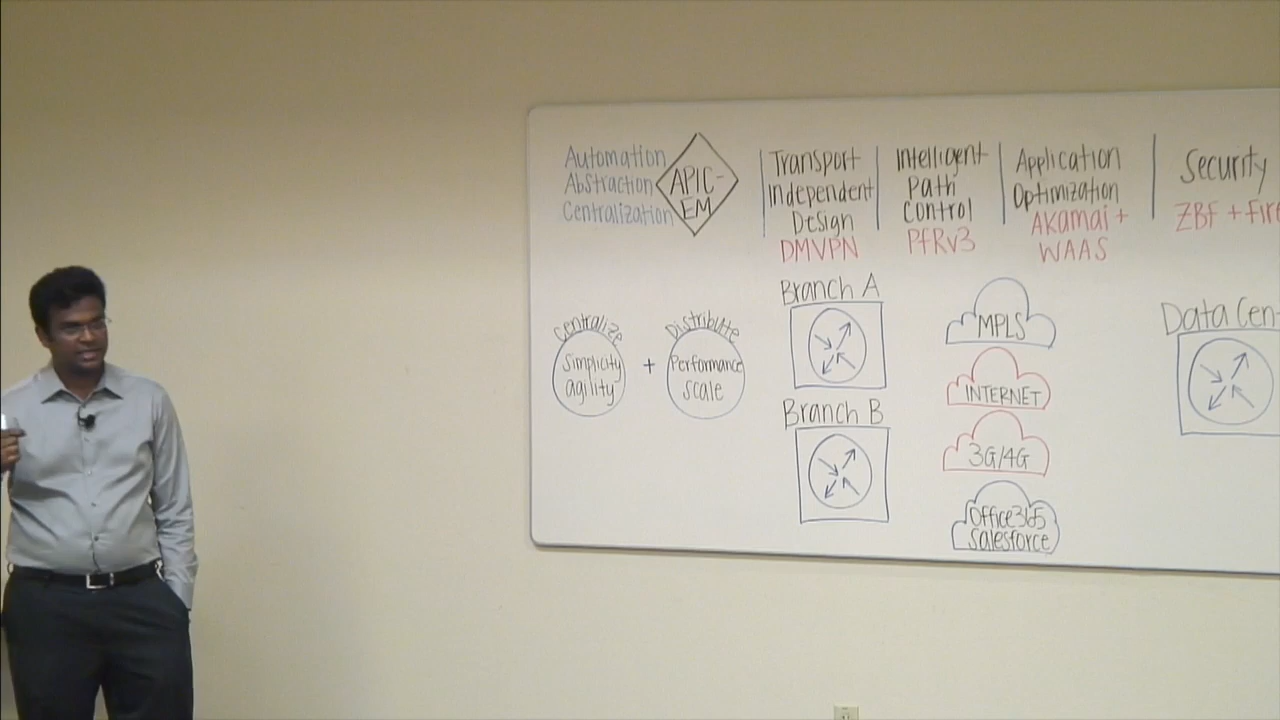 Automation
Abstraction
Centralization
APIC-
EM
Transport
Independent
Design
DMVPN
Intelligent
Path
Control
PfRv3
Application
Optimization
Akamai +
WAAS
Security
ZBF + Fire
Centralize
Simplicity
agility
+
Distribute
Performance
scale
Branch A
Branch B
MPLS
INTERNET
3G/4G
Office365
Salesforce
Data Cen